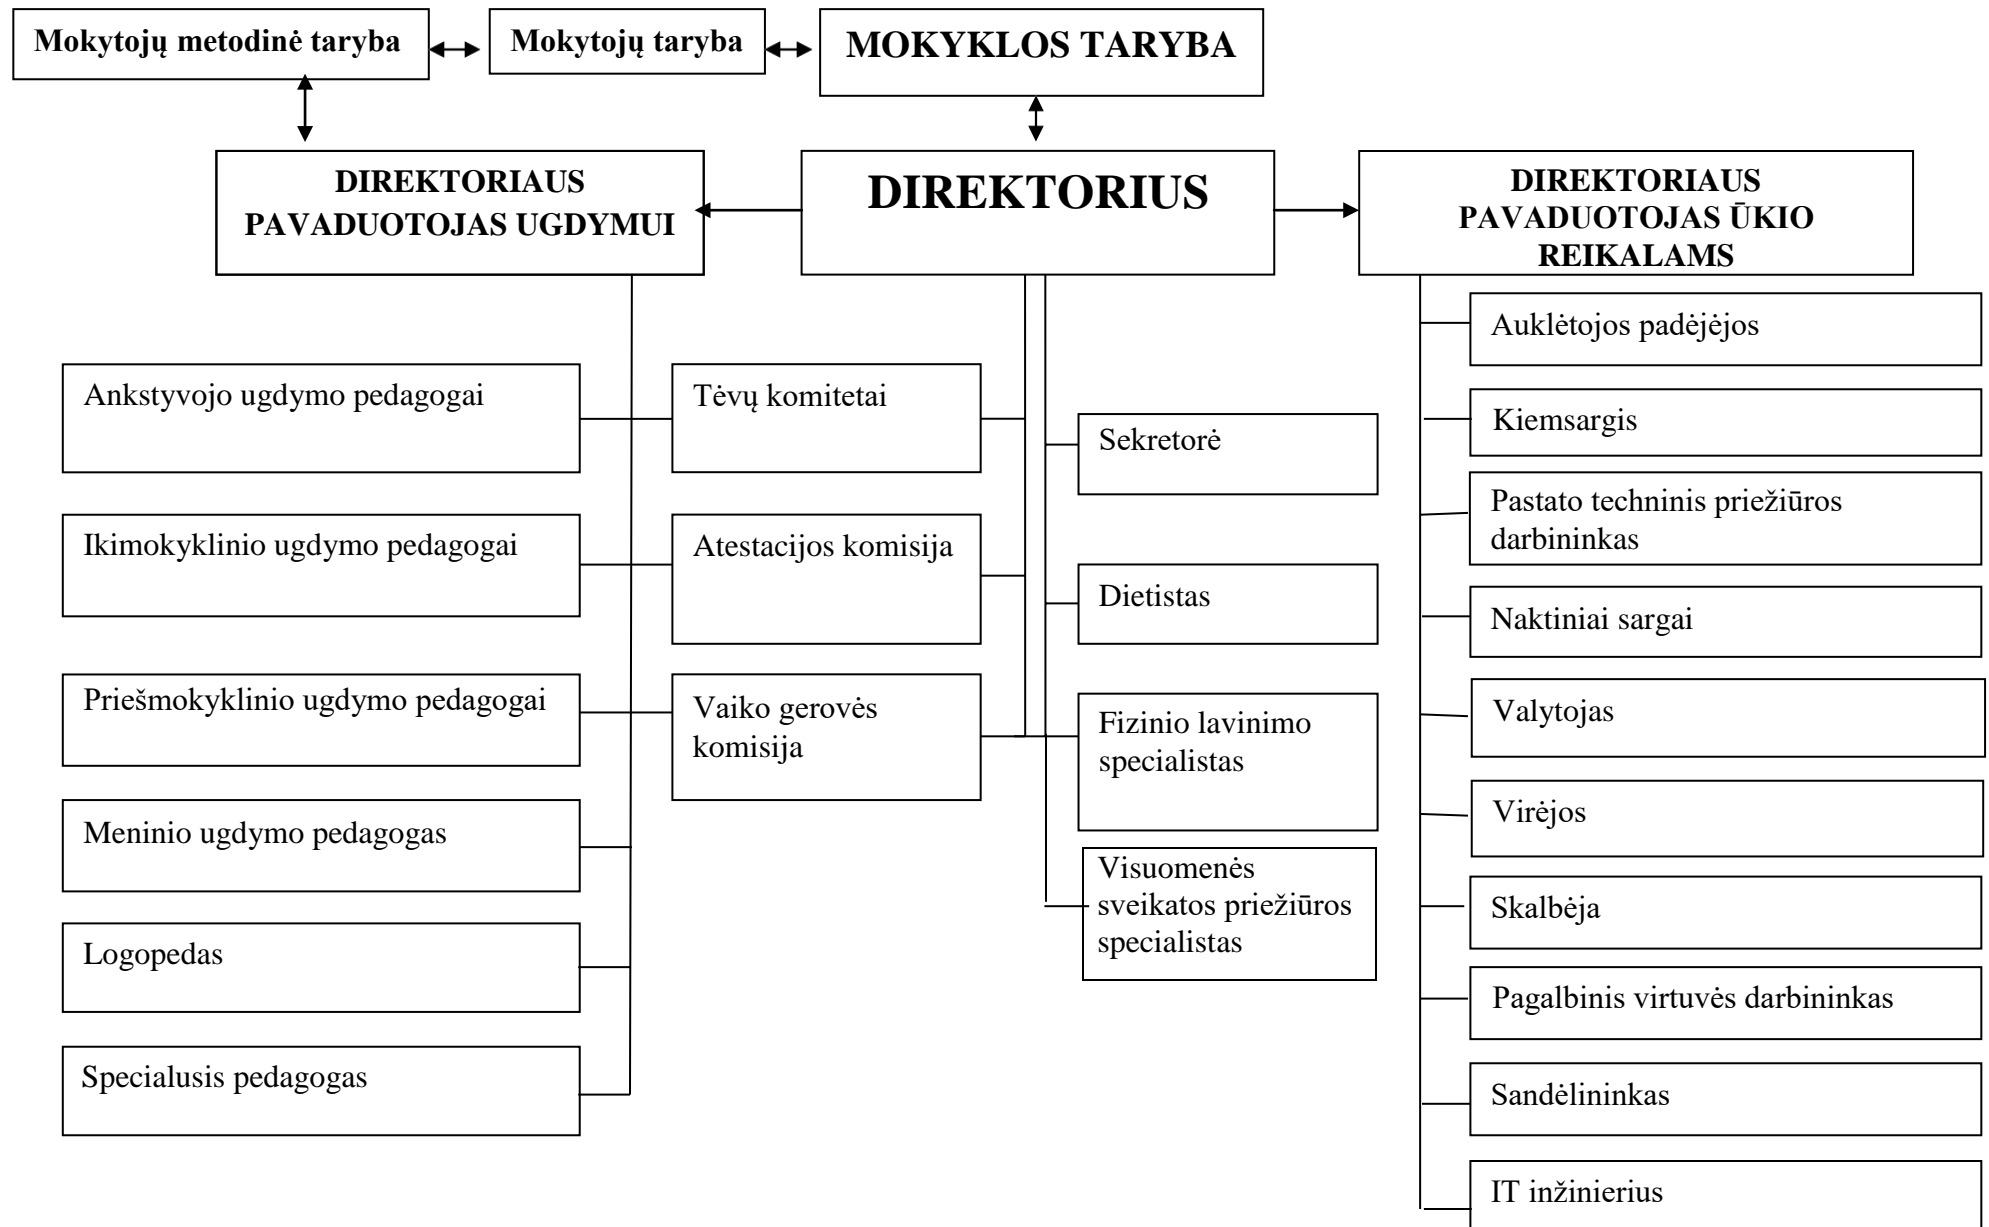 Mokytojų metodinė taryba
Mokytojų taryba
MOKYKLOS TARYBA
DIREKTORIAUS
PAVADUOTOJAS UGDYMUI
DIREKTORIUS
DIREKTORIAUS
PAVADUOTOJAS ŪKIO
REIKALAMS
Ankstyvojo ugdymo pedagogai
Ikimokyklinio ugdymo pedagogai
Priešmokyklinio ugdymo pedagogai
Meninio ugdymo pedagogas
Logopedas
Specialusis pedagogas
Tėvų komitetai
Atestacijos komisija
Vaiko gerovės
komisija
Sekretorė
Dietistas
Fizinio lavinimo
specialistas
Visuomenės
sveikatos priežiūros
specialistas
Auklėtojos padėjėjos
Kiemsargis
Pastato techninis priežiūros
darbininkas
Naktiniai sargai
Valytojas
Virėjos
Skalbėja
Pagalbinis virtuvės darbininkas
Sandėlininkas
IT inžinierius